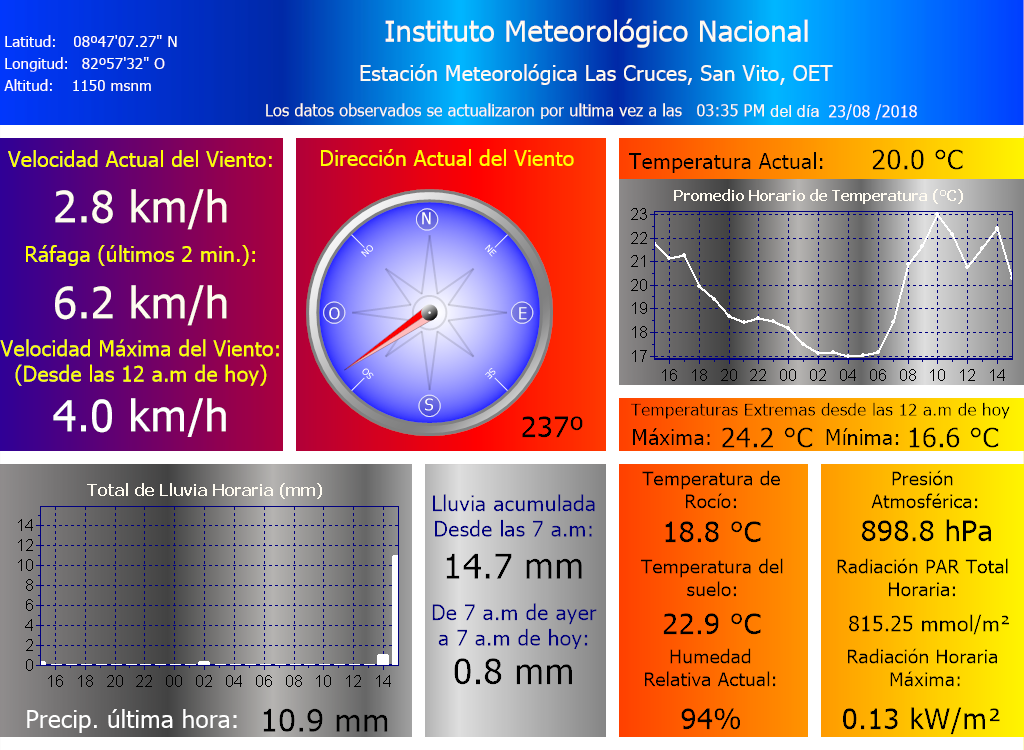 Instituto Meteorológico Nacional
Latitud: 08º47'07.27" N
Longitud: 82º57'32" O
Altitud: 1150 msnm
Estación Meteorológica Las Cruces, San Vito, OET
Los datos observados se actualizaron por ultima vez a las 03:35 PM del día 23/08 /2018
Velocidad Actual del Viento:
2.8 km/h
Ráfaga (últimos 2 min.):
6.2 km/h
Velocidad Máxima del Viento:
(Desde las 12 a.m de hoy)
4.0 km/h
Dirección Actual del Viento
N
NO
NE
O
E
SO
SE
S
237º
Temperatura Actual: 20.0 °C
Promedio Horario de Temperatura (°C)
23
22
21
20
19
18
17
16 18 20 22 00 02 04 06 08 10 12 14
Temperaturas Extremas desde las 12 a.m de hoy
Máxima: 24.2 °C Mínima: 16.6 °C
Total de Lluvia Horaria (mm)
14
12
10
8
6
4
2
0
16 18 20 22 00 02 04 06 08 10 12 14
Precip. última hora: 10.9 mm
Lluvia acumulada
Desde las 7 a.m:
14.7 mm
De 7 a.m de ayer
a 7 a.m de hoy:
0.8 mm
Temperatura de
Rocío:
18.8 °C
Temperatura del
suelo:
22.9 °C
Humedad
Relativa Actual:
94%
Presión
Atmosférica:
898.8 hPa
Radiación PAR Total
Horaria:
815.25 mmol/m²
Radiación Horaria
Máxima:
0.13 kW/m²